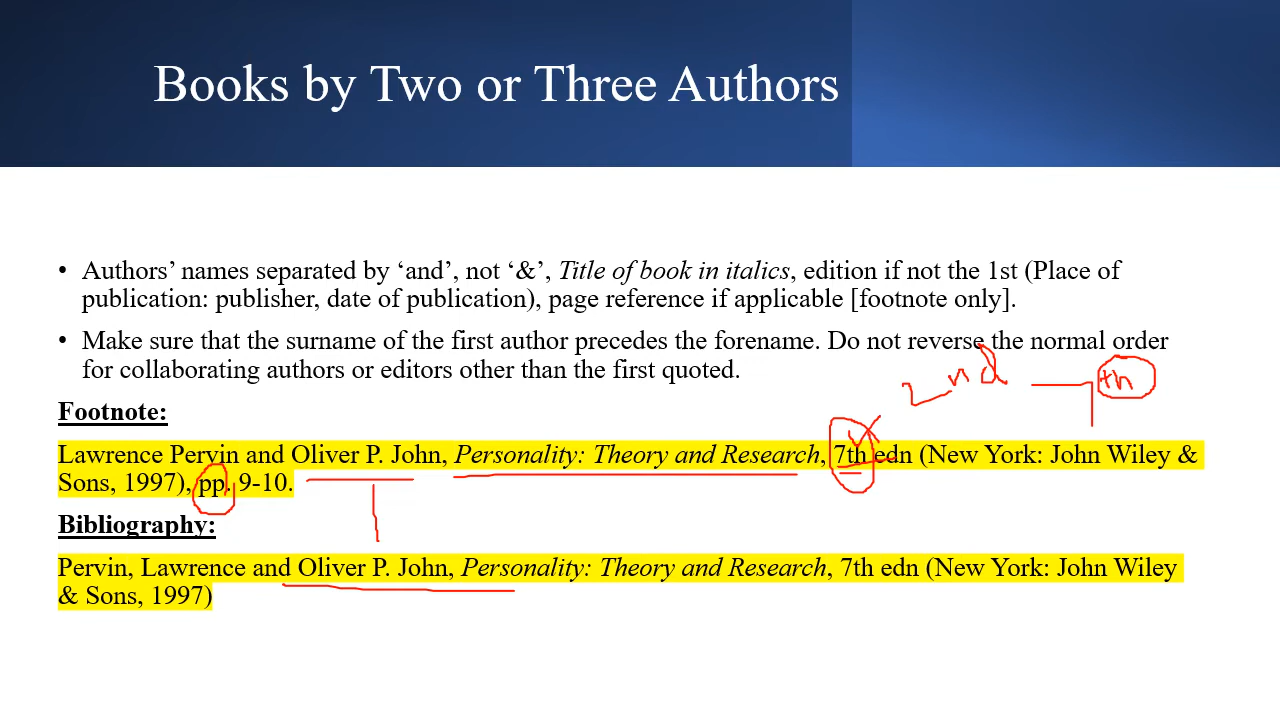 Books by Two or Three Authors
• Authors’ names separated by ‘and’, not ‘&’, Title of book in italics, edition if not the 1st (Place of
publication: publisher, date of publication), page reference if applicable [footnote only].
• Make sure that the surname of the first author precedes the forename. Do not reverse the normal order
for collaborating authors or editors other than the first quoted.
2nd
th
Footnote:
Lawrence Pervin and Oliver P. John, Personality: Theory and Research, 7th edn (New York: John Wiley &
Sons, 1997), pp. 9-10.
Bibliography:
Pervin, Lawrence and Oliver P. John, Personality: Theory and Research, 7th edn (New York: John Wiley
& Sons, 1997)